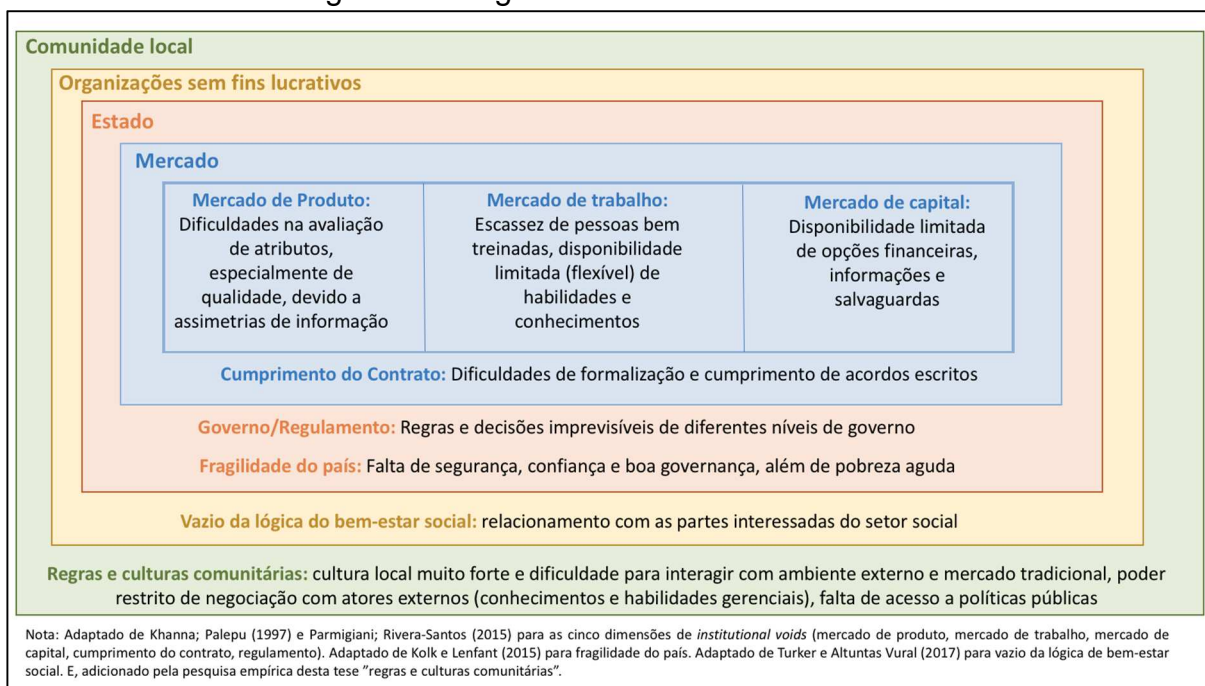 Comunidade local
Organizações sem fins lucrativos
Estado
Mercado
Mercado de Produto:
Dificuldades na avaliação
de atributos,
especialmente de
qualidade, devido a
assimetrias de informação
Mercado de trabalho:
Escassez de pessoas bem
treinadas, disponibilidade
limitada (flexível) de
habilidades e
conhecimentos
Mercado de capital:
Disponibilidade limitada
de opções financeiras,
informações e
salvaguardas
Cumprimento do Contrato: Dificuldades de formalização e cumprimento de acordos escritos
Governo/Regulamento: Regras e decisões imprevisíveis de diferentes níveis de governo
Fragilidade do país: Falta de segurança, confiança e boa governança, além de pobreza aguda
Vazio da lógica do bem-estar social: relacionamento com as partes interessadas do setor social
Regras e culturas comunitárias: cultura local muito forte e dificuldade para interagir com ambiente externo e mercado tradicional, poder
restrito de negociação com atores externos (conhecimentos e habilidades gerenciais), falta de acesso a políticas públicas
Nota: Adaptado de Khanna; Palepu (1997) e Parmigiani; Rivera-Santos (2015) para as cinco dimensões de institutional voids (mercado de produto, mercado de trabalho, mercado de
capital, cumprimento do contrato, regulamento). Adaptado de Kolk e Lenfant (2015) para fragilidade do país. Adaptado de Turker e Altuntas Vural (2017) para vazio da lógica de bem-estar
social. E, adicionado pela pesquisa empírica desta tese "regras e culturas comunitárias".